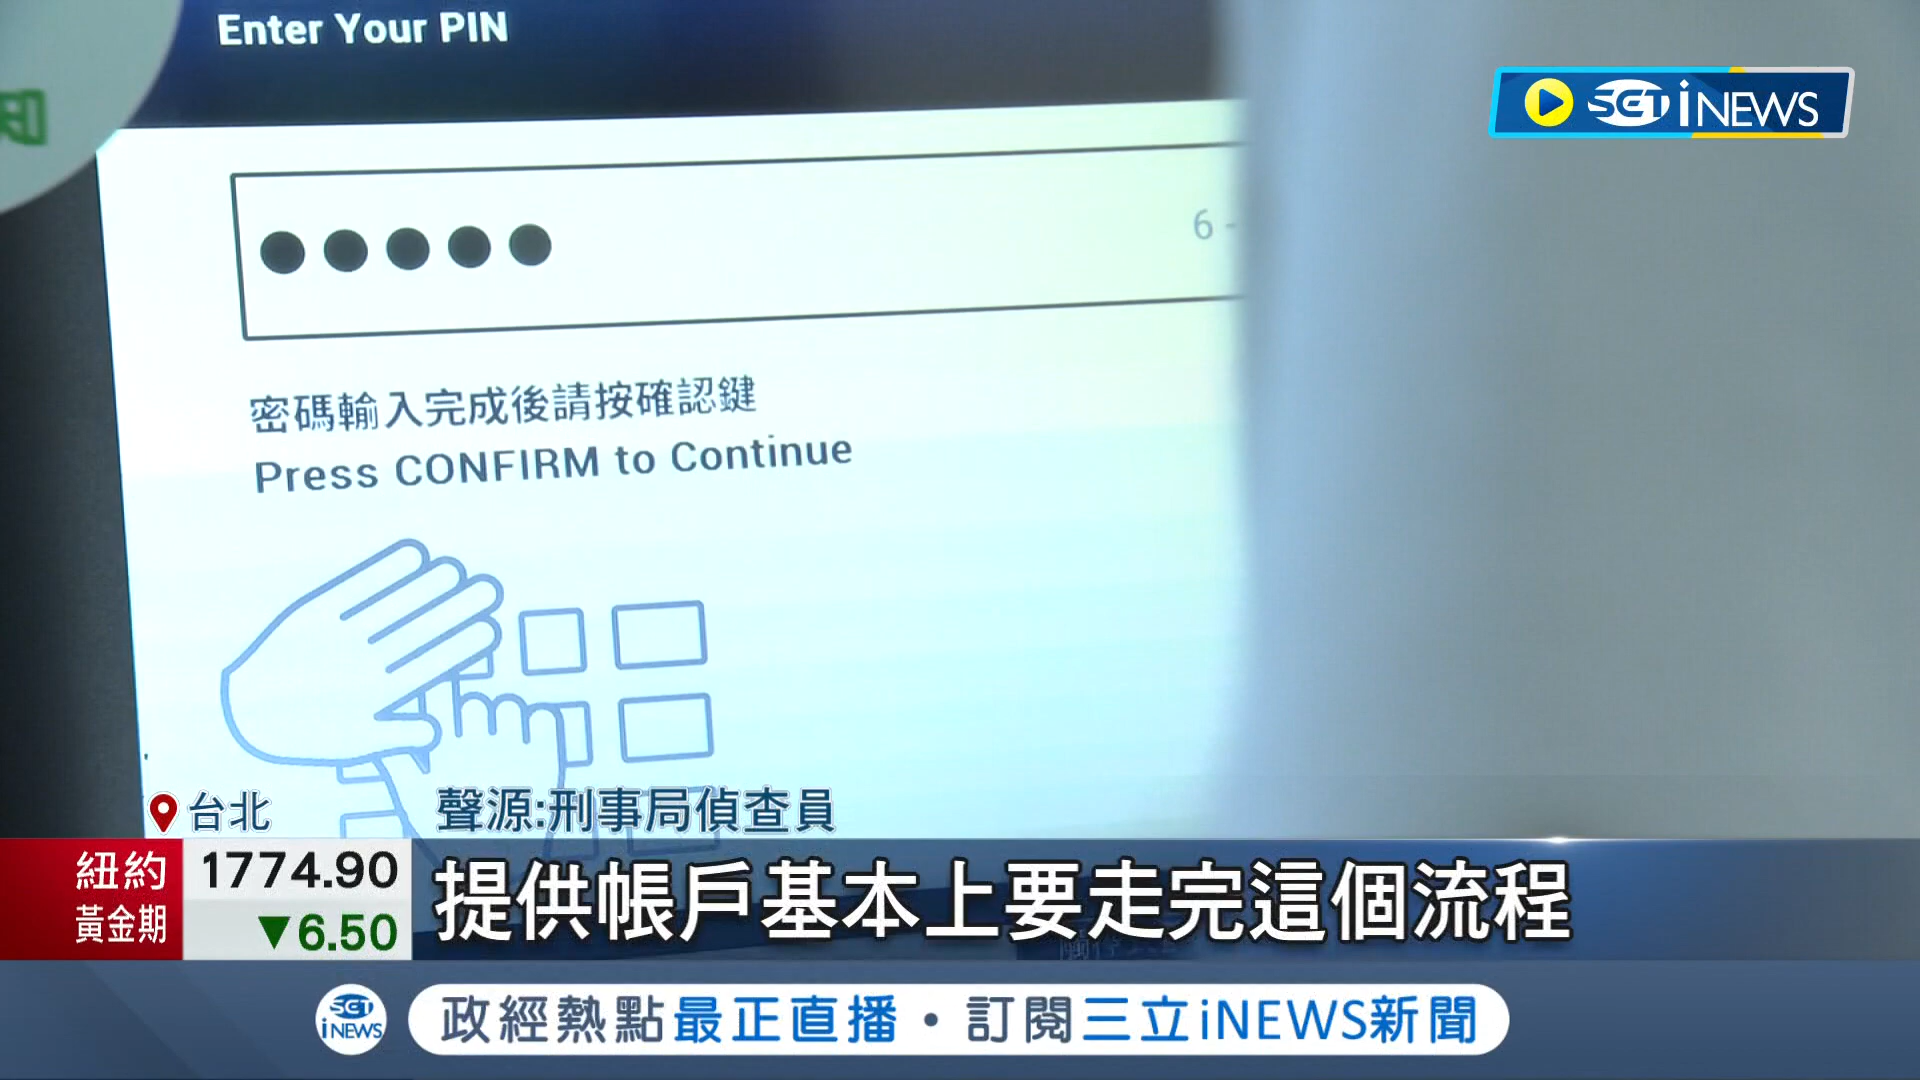 Enter Your PIN
SET iNEWS
6 -
密碼輸入完成後請按確認鍵
Press CONFIRM to Continue
台北
聲源:刑事局偵查員
紐約
黃金期
1774.90
▼6.50
提供帳戶基本上要走完這個流程
SET
iNEWS
政經熱點最正直播・訂閱三立iNEWS新聞